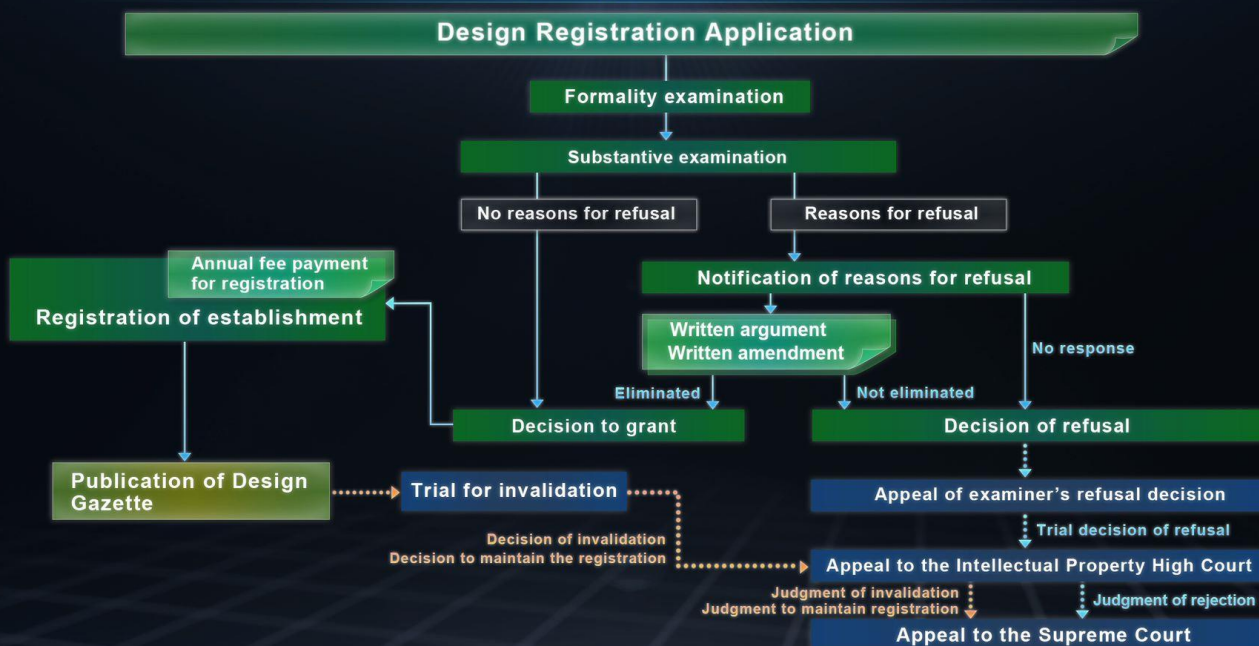 Design Registration Application
Formality examination
Substantive examination
No reasons for refusal
Reasons for refusal
Annual fee payment
for registration
Registration of establishment
Notification of reasons for refusal
Written argument
Written amendment
No response
Eliminated
Not eliminated
Decision to grant
Decision of refusal
Publication of Design
Gazette
Trial for invalidation
Appeal of examiner's refusal decision
Decision of invalidation
Decision to maintain the registration
Trial decision of refusal
Appeal to the Intellectual Property High Court
Judgment of invalidation
Judgment to maintain registration
Judgment of rejection
Appeal to the Supreme Court